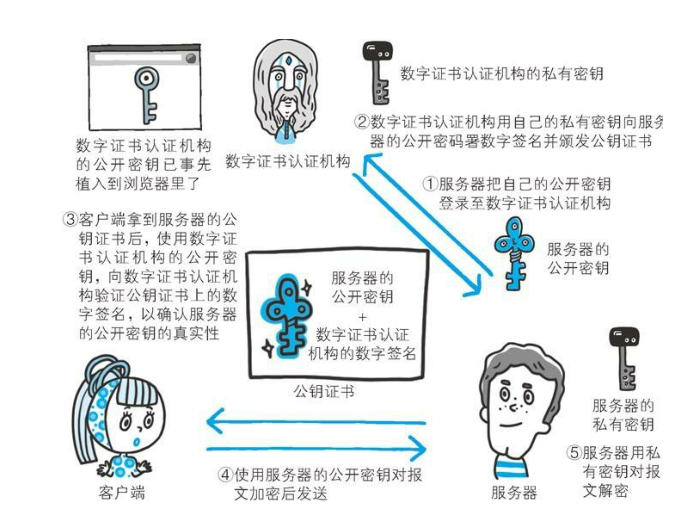 数字证书认证机构
的公开密钥已事先
植入到浏览器里了
数字证书认证机构
数字证书认证机构的私有密钥
②数字证书认证机构用自己的私有密钥向服务
器的公开密码署数字签名并颁发公钥证书
①服务器把自己的公开密钥
登录至数字证书认证机构
服务器的
公开密钥
③客户端拿到服务器的公
钥证书后，使用数字证
书认证机构的公开密
钥，向数字证书认证机
构验证公钥证书上的数
字签名，以确认服务器
的公开密钥的真实性
服务器的
公开密钥
+
数字证书认证
机构的数字签名
公钥证书
客户端
④使用服务器的公开密钥对报
文加密后发送
服务器
服务器的
私有密钥
⑤服务器用私
有密钥对报
文解密